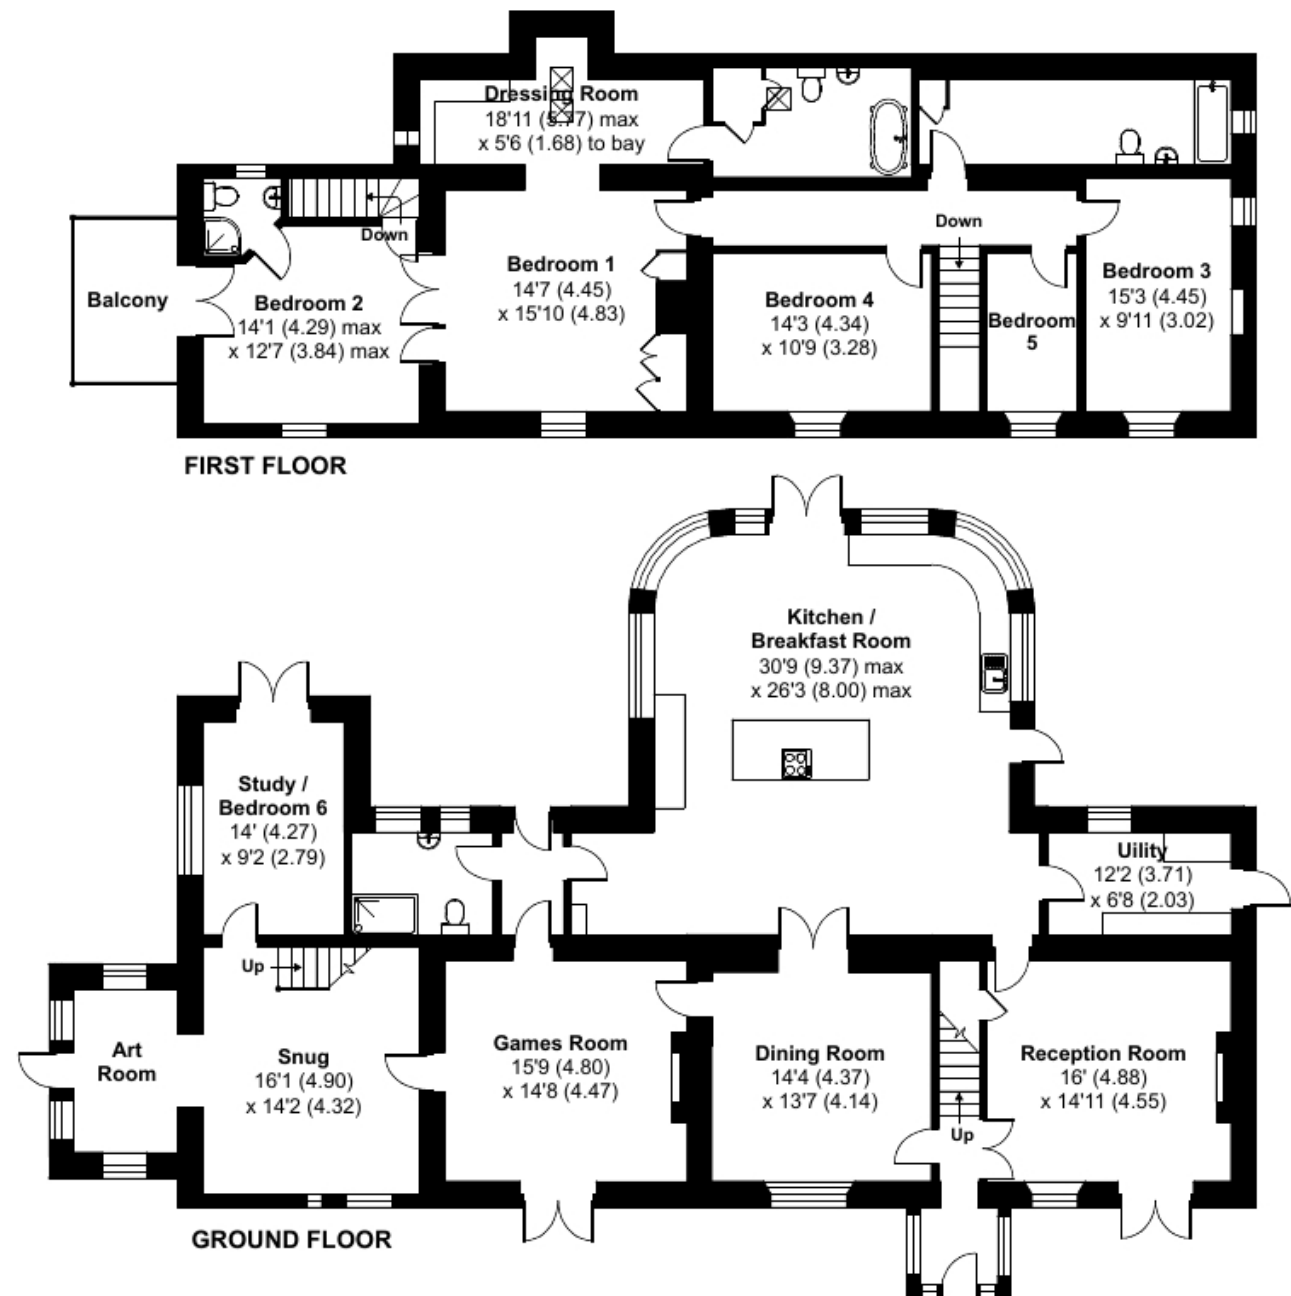 Dressing Room
18'11 (5.77) max
x 5'6 (1.68) to bay
Down
Balcony
Bedroom 2
14'1 (4.29) max
x 12'7 (3.84) max
Bedroom 1
14'7 (4.45)
x 15'10 (4.83)
Bedroom 4
14'3 (4.34)
x 10'9 (3.28)
Down
Bedroom
5
Bedroom 3
15'3 (4.45)
x 9'11 (3.02)
FIRST FLOOR
Kitchen /
Breakfast Room
30'9 (9.37) max
x 26'3 (8.00) max
Study /
Bedroom 6
14' (4.27)
x 9'2 (2.79)
Uility
12'2 (3.71)
x 6'8 (2.03)
Up
Art
Room
Snug
16'1 (4.90)
x 14'2 (4.32)
Games Room
15'9 (4.80)
x 14'8 (4.47)
Dining Room
14'4 (4.37)
x 13'7 (4.14)
Up
Reception Room
16' (4.88)
x 14'11 (4.55)
GROUND FLOOR